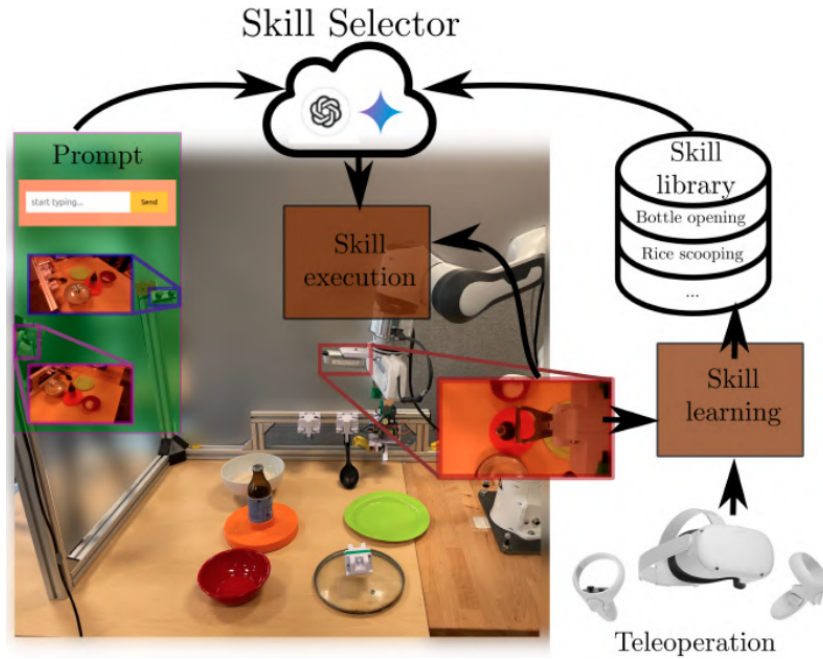 Skill Selector
Prompt
start typing...
Send
Skill
execution
Skill
library
Bottle opening
Rice scooping
...
Skill
learning
Teleoperation